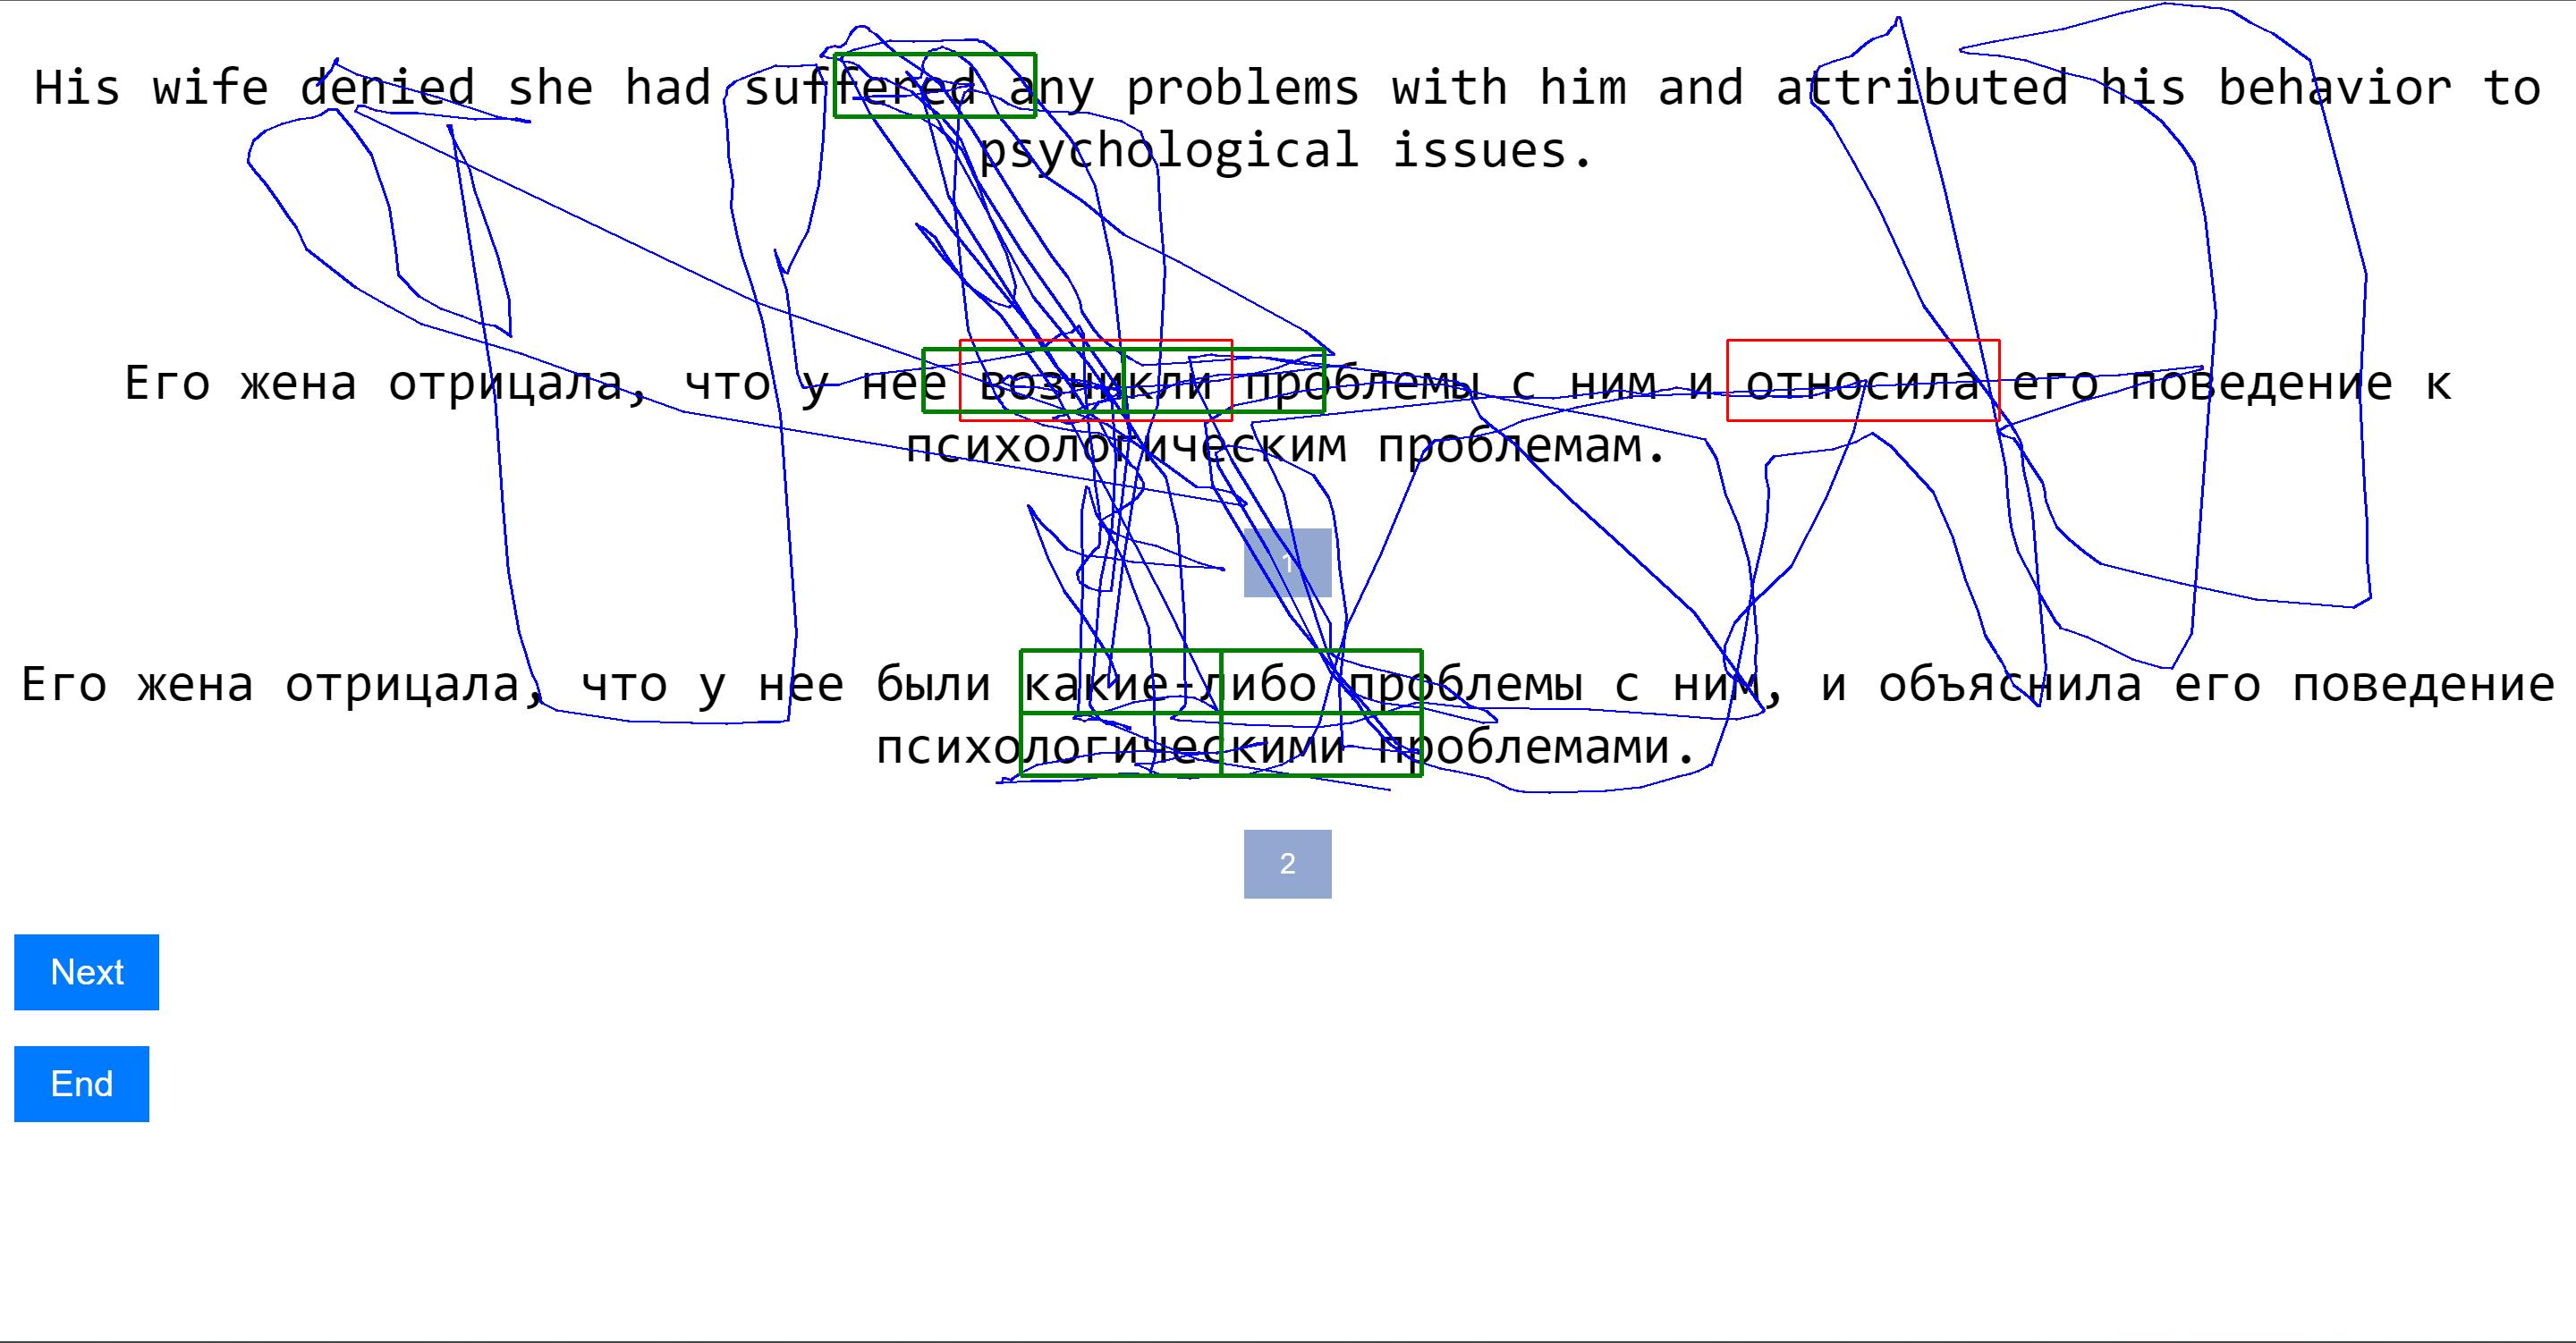 His wife denied she had suffered any problems with him and attributed his behavior to
psychological issues.
Его жена отрицала, что у нее возникли проблемы с ним и относила его поведение к
психологическим проблемам.
1
Его жена отрицала, что у нее были какие-либо проблемы с ним, и объяснила его поведение
психологическими проблемами.
2
Next
End